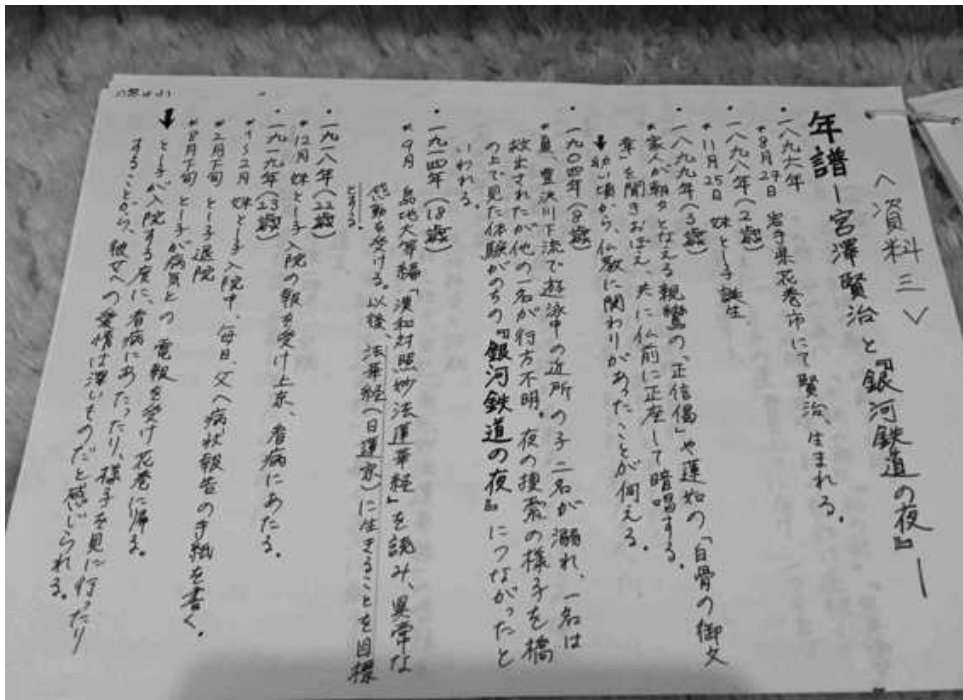 〈資料三〉
年譜―宮澤賢治と『銀河鉄道の夜』―
・一八九六年
*8月27日 岩手県花巻市にて賢治、生まれる。
・一八九八年(2歳)
*11月25日 妹とし子誕生
・一八九九年(3歳)
*家人が朝夕となえる親鸞の「正信偈」や蓮如の「白骨の御文
章」を聞きおぼえ、共に仏前に正座して暗唱する。
↓幼い頃から、仏教に関わりがあったことが伺える。
・一九〇四年(8歳)
*夏、豊沢川下流で游泳中の近所の子二名が溺れ、一名は
救出されたが他の一名が行方不明。夜の捜索の様子を橋
の上で見た体験がのちの『銀河鉄道の夜』につながったと
いわれる。
・一九一四年(18歳)
*9月 島地大等編「漢和対照妙法蓮華経」を読み、異常な
感動を受ける。以後、法華経(日蓮宗)に生きることを目標
とする。
・一九一八年(22歳)
*12月 妹とし子入院の報を受け上京、看病にあたる。
・一九一九年(23歳)
*1~2月 妹とし子入院中、毎日、父へ病状報告の手紙を書く。
*2月下旬 とし子退院
*8月下旬 とし子が病気との電報を受け花巻に帰る。
↓とし子が入院する度に、看病にあたったり、様子を見に行ったり
することから、彼女への愛情は深いものだと感じられる。